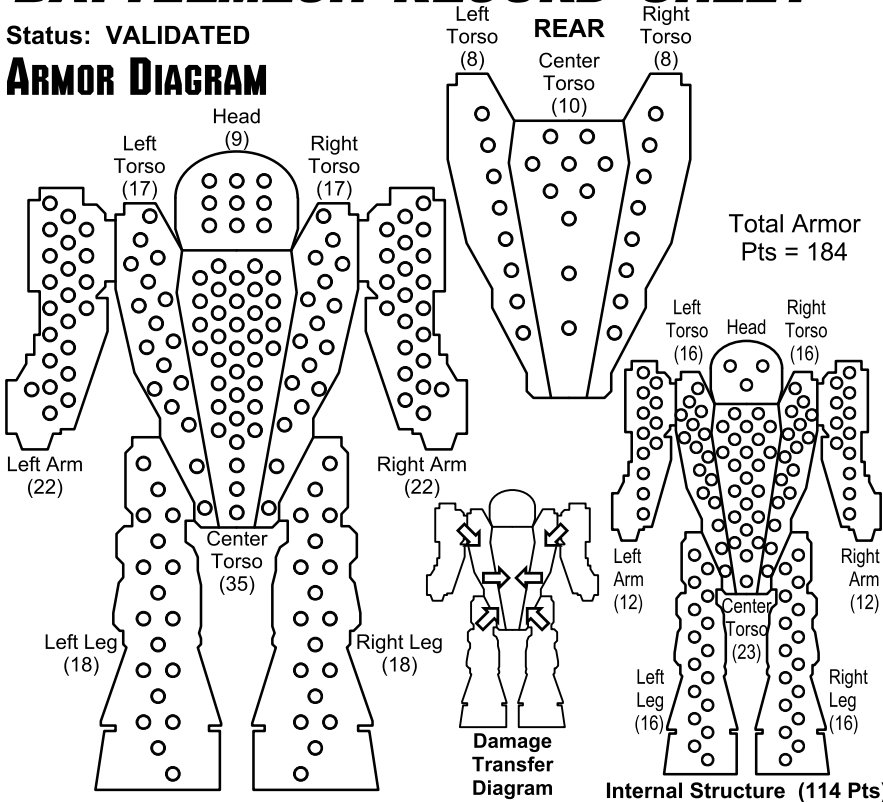 BATTLEMECH RECORD SHEET
Status: VALIDATED
ARMOR DIAGRAM
Head
(9)
Left
Torso
(17)
Right
Torso
(17)
Left Arm
(22)
Right Arm
(22)
Center
Torso
(35)
Left Leg
(18)
Right Leg
(18)
Left
Torso
(8)
REAR
Center
Torso
(10)
Right
Torso
(8)
Total Armor
Pts = 184
Left
Torso
(16)
Head
Right
Torso
(16)
Left
Arm
(12)
Right
Arm
(12)
Center
Torso
(23)
Left
Leg
(16)
Right
Leg
(16)
Damage
Transfer
Diagram
Internal Structure (114 Pts)